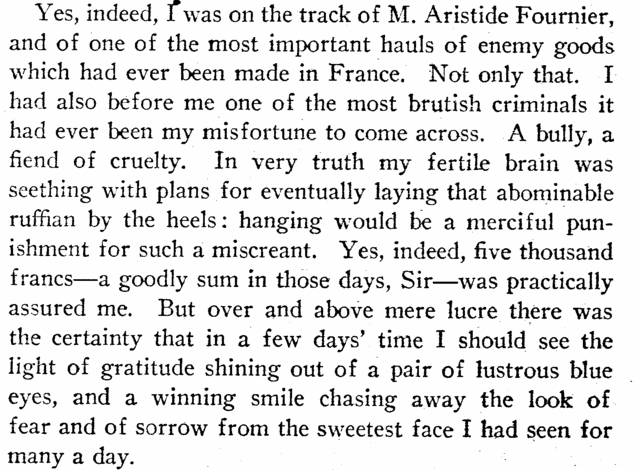 Yes, indeed, I was on the track of M. Aristide Fournier,
and of one of the most important hauls of enemy goods
which had ever been made in France. Not only that. I
had also before me one of the most brutish criminals it
had ever been my misfortune to come across. A bully, a
fiend of cruelty. In very truth my fertile brain was
seething with plans for eventually laying that abominable
ruffian by the heels: hanging would be a merciful pun-
ishment for such a miscreant. Yes, indeed, five thousand
francs—a goodly sum in those days, Sir—was practically
assured me. But over and above mere lucre there was
the certainty that in a few days' time I should see the
light of gratitude shining out of a pair of lustrous blue
eyes, and a winning smile chasing away the look of
fear and of sorrow from the sweetest face I had seen for
many a day.